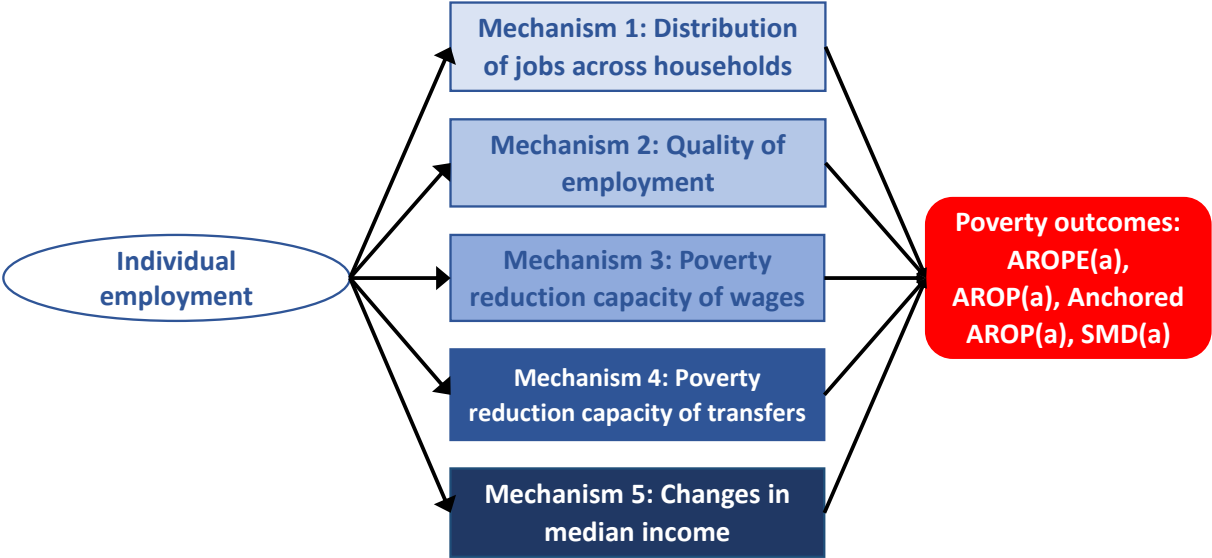 Mechanism 1: Distribution
of jobs across households
Mechanism 2: Quality of
employment
Individual
employment
Mechanism 3: Poverty
reduction capacity of wages
Mechanism 4: Poverty
reduction capacity of transfers
Mechanism 5: Changes in
median income
Poverty outcomes:
AROPE(a),
AROP(a), Anchored
AROP(a), SMD(a)